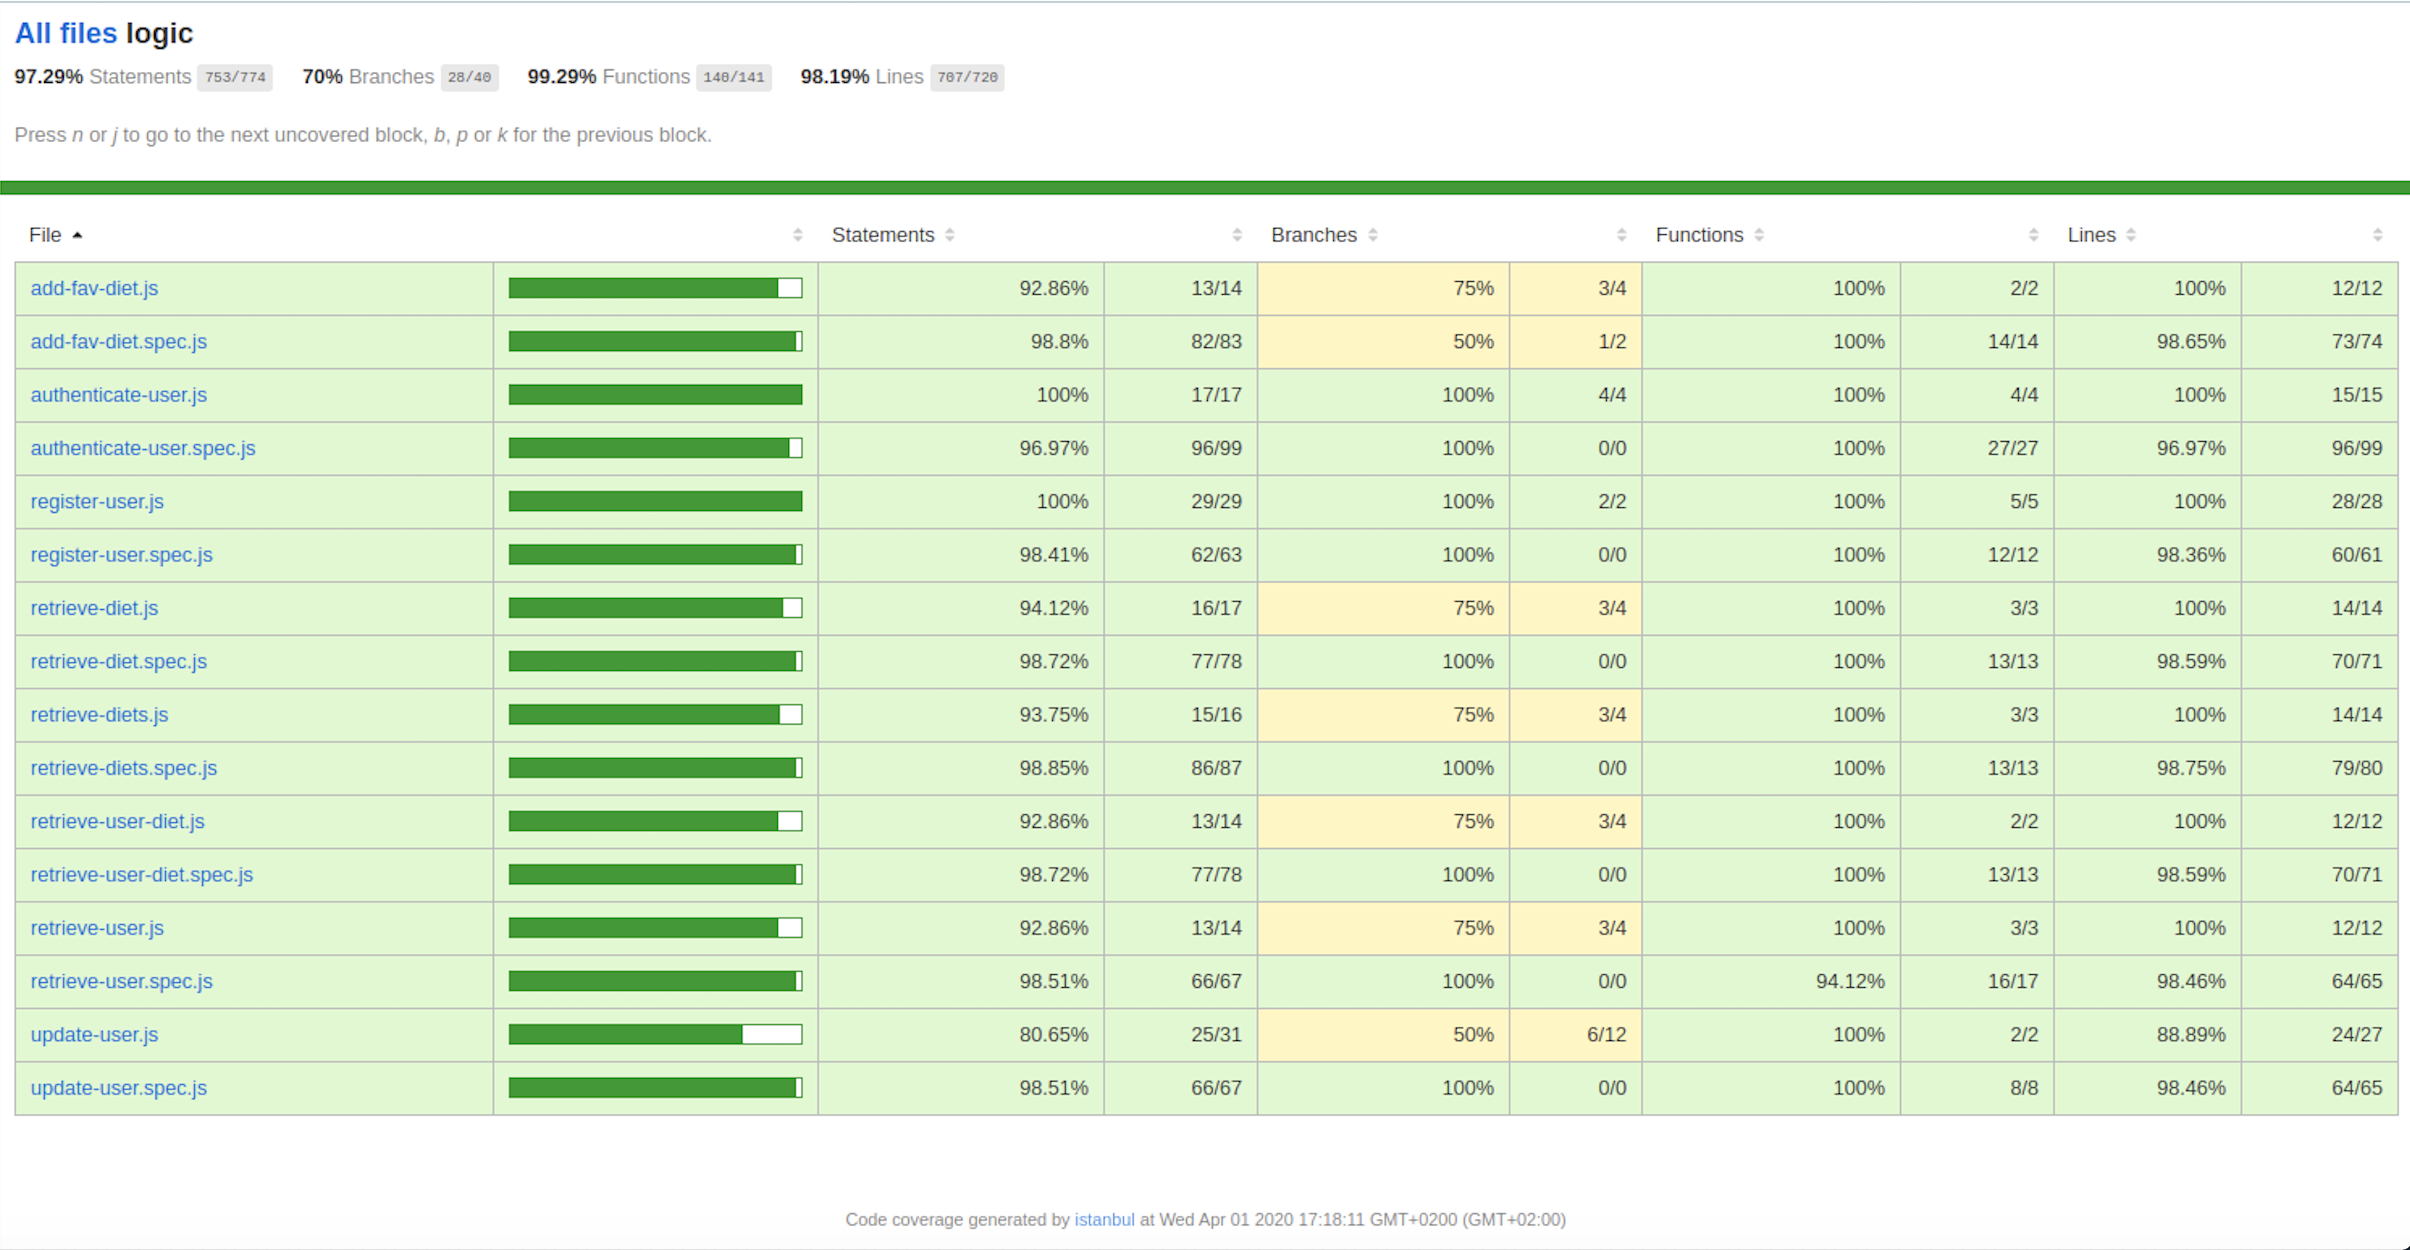 All files logic
97.29% Statements 753/774 70% Branches 28/40 99.29% Functions 140/141 98.19% Lines 707/720
Press n or j to go to the next uncovered block, b, p or k for the previous block.
File Statements Branches Functions Lines
add-fav-diet.js 92.86% 13/14 75% 3/4 100% 2/2 100% 12/12
add-fav-diet.spec.js 98.8% 82/83 50% 1/2 100% 14/14 98.65% 73/74
authenticate-user.js 100% 17/17 100% 4/4 100% 4/4 100% 15/15
authenticate-user.spec.js 96.97% 96/99 100% 0/0 100% 27/27 96.97% 96/99
register-user.js 100% 29/29 100% 2/2 100% 5/5 100% 28/28
register-user.spec.js 98.41% 62/63 100% 0/0 100% 12/12 98.36% 60/61
retrieve-diet.js 94.12% 16/17 75% 3/4 100% 3/3 100% 14/14
retrieve-diet.spec.js 98.72% 77/78 100% 0/0 100% 13/13 98.59% 70/71
retrieve-diets.js 93.75% 15/16 75% 3/4 100% 3/3 100% 14/14
retrieve-diets.spec.js 98.85% 86/87 100% 0/0 100% 13/13 98.75% 79/80
retrieve-user-diet.js 92.86% 13/14 75% 3/4 100% 2/2 100% 12/12
retrieve-user-diet.spec.js 98.72% 77/78 100% 0/0 100% 13/13 98.59% 70/71
retrieve-user.js 92.86% 13/14 75% 3/4 100% 3/3 100% 12/12
retrieve-user.spec.js 98.51% 66/67 100% 0/0 94.12% 16/17 98.46% 64/65
update-user.js 80.65% 25/31 50% 6/12 100% 2/2 88.89% 24/27
update-user.spec.js 98.51% 66/67 100% 0/0 100% 8/8 98.46% 64/65
Code coverage generated by istanbul at Wed Apr 01 2020 17:18:11 GMT+0200 (GMT+02:00)